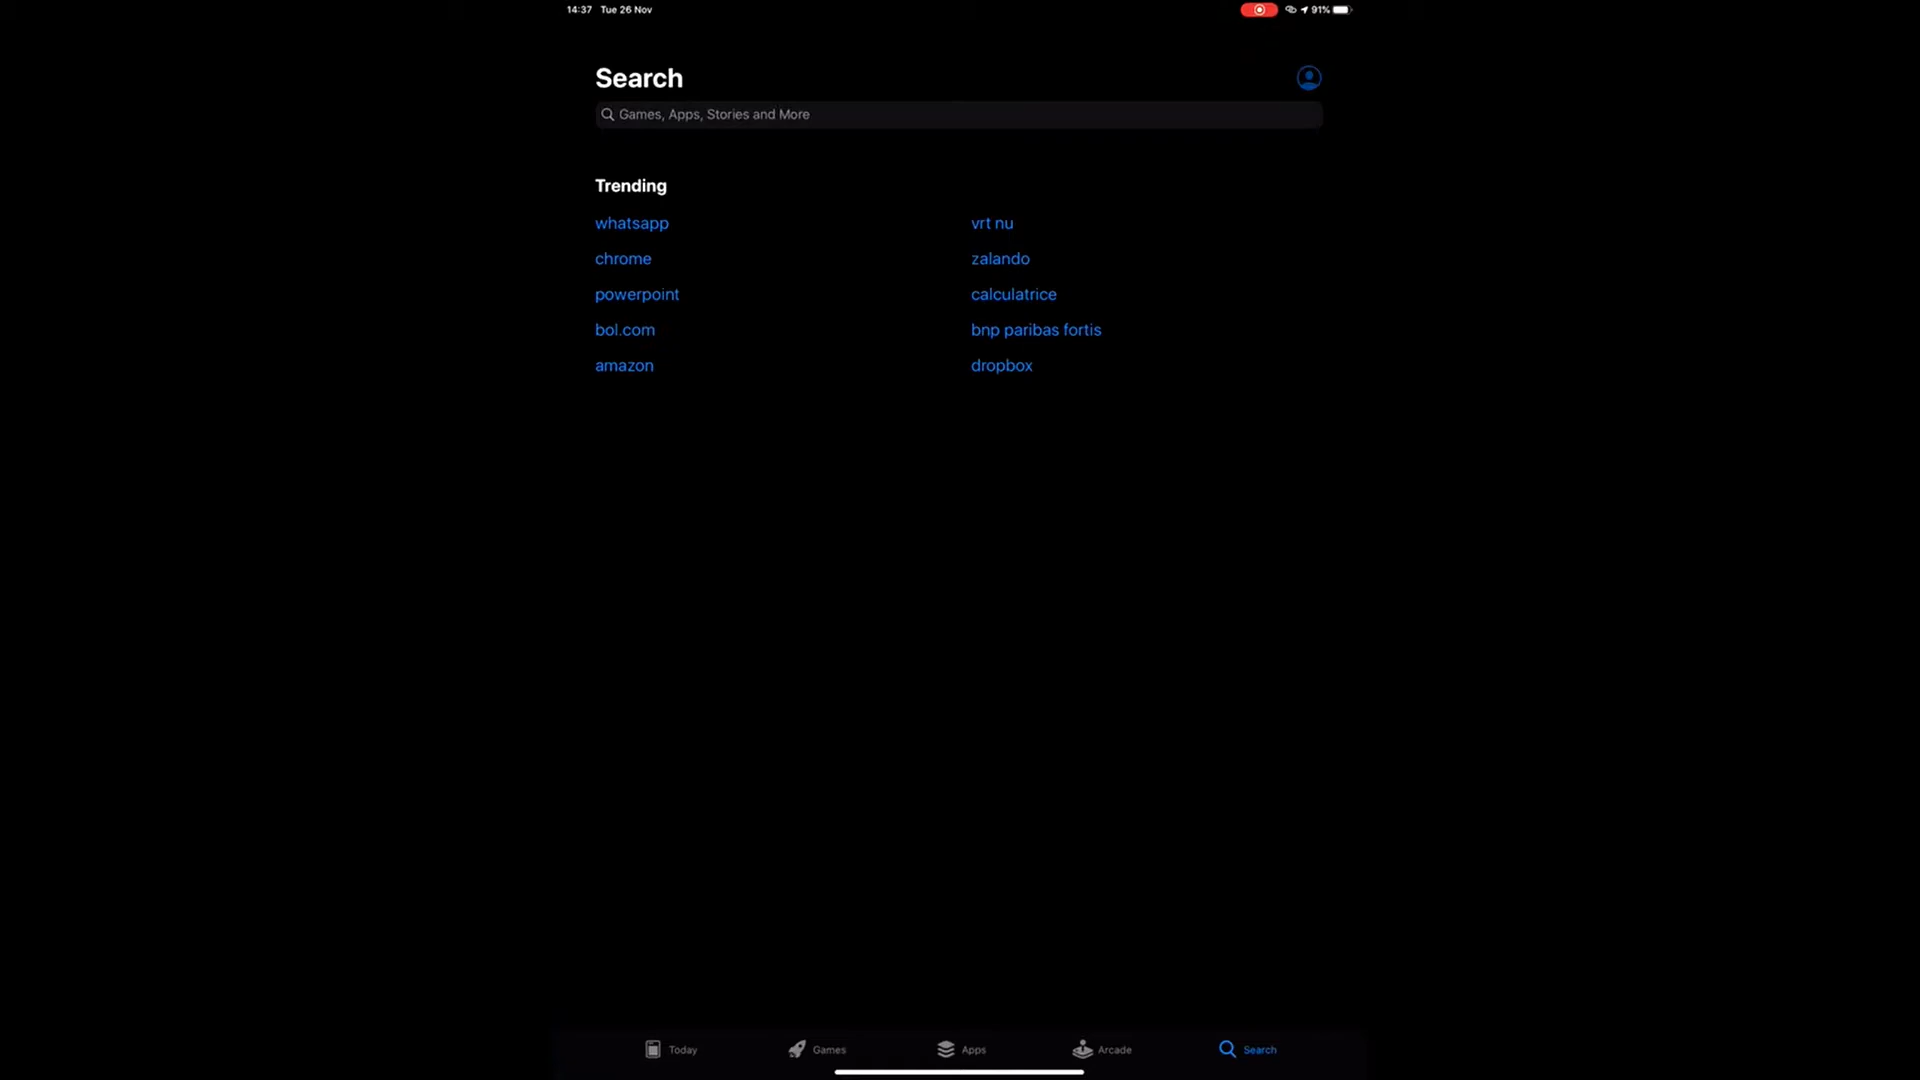 14:37 Tue 26 Nov
91%
Search
Games, Apps, Stories and More
Trending
whatsapp
vrt nu
chrome
zalando
powerpoint
calculatrice
bol.com
bnp paribas fortis
amazon
dropbox
Today
Games
Apps
Arcade
Search